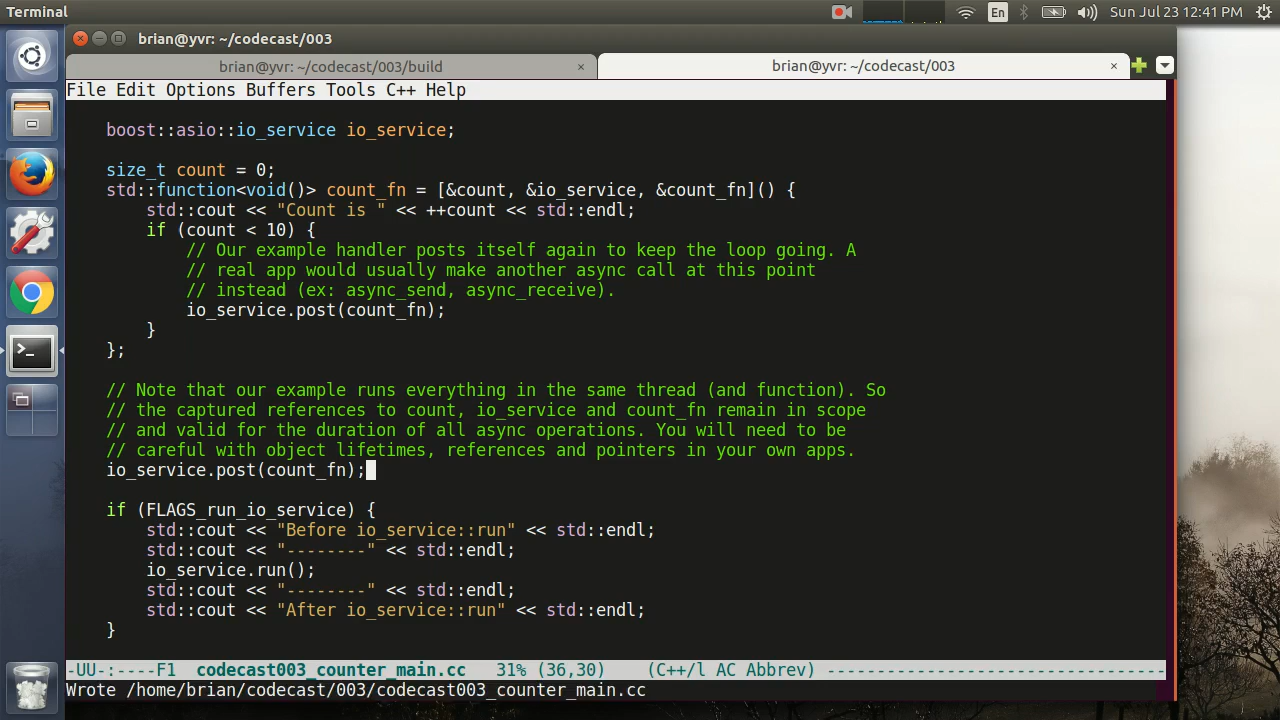 Terminal
En
Sun Jul 23 12:41 PM
brian@yvr: ~/codecast/003
brian@yvr: ~/codecast/003/build ×
brian@yvr: ~/codecast/003 ×
File Edit Options Buffers Tools C++ Help
boost::asio::io_service io_service;
size_t count = 0;
std::function<void()> count_fn = [&count, &io_service, &count_fn]() {
std::cout << "Count is " << ++count << std::endl;
if (count < 10) {
// Our example handler posts itself again to keep the loop going. A
// real app would usually make another async call at this point
// instead (ex: async_send, async_receive).
io_service.post(count_fn);
}
};
// Note that our example runs everything in the same thread (and function). So
// the captured references to count, io_service and count_fn remain in scope
// and valid for the duration of all async operations. You will need to be
// careful with object lifetimes, references and pointers in your own apps.
io_service.post(count_fn);
if (FLAGS_run_io_service) {
std::cout << "Before io_service::run" << std::endl;
std::cout << "--------" << std::endl;
io_service.run();
std::cout << "--------" << std::endl;
std::cout << "After io_service::run" << std::endl;
}
-UU-:----F1 codecast003_counter_main.cc 31% (36,30) (C++/l AC Abbrev) ----------------------------------
Wrote /home/brian/codecast/003/codecast003_counter_main.cc